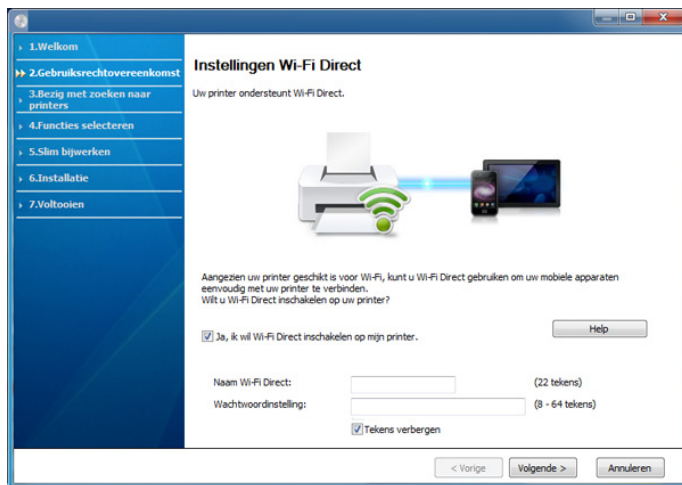 1.Welkom
2.Gebruiksrechtovereenkomst
3.Bezig met zoeken naar
printers
4.Functies selecteren
5.Slim bijwerken
6.Installatie
7.Voltooien
Instellingen Wi-Fi Direct
Uw printer ondersteunt Wi-Fi Direct.
Aangezien uw printer geschikt is voor Wi-Fi, kunt u Wi-Fi Direct gebruiken om uw mobiele apparaten
eenvoudig met uw printer te verbinden.
Wilt u Wi-Fi Direct inschakelen op uw printer?
Ja, ik wil Wi-Fi Direct inschakelen op mijn printer.
Help
Naam Wi-Fi Direct: (22 tekens)
Wachtwoordinstelling: (8 - 64 tekens)
Tekens verbergen
< Vorige Volgende > Annuleren